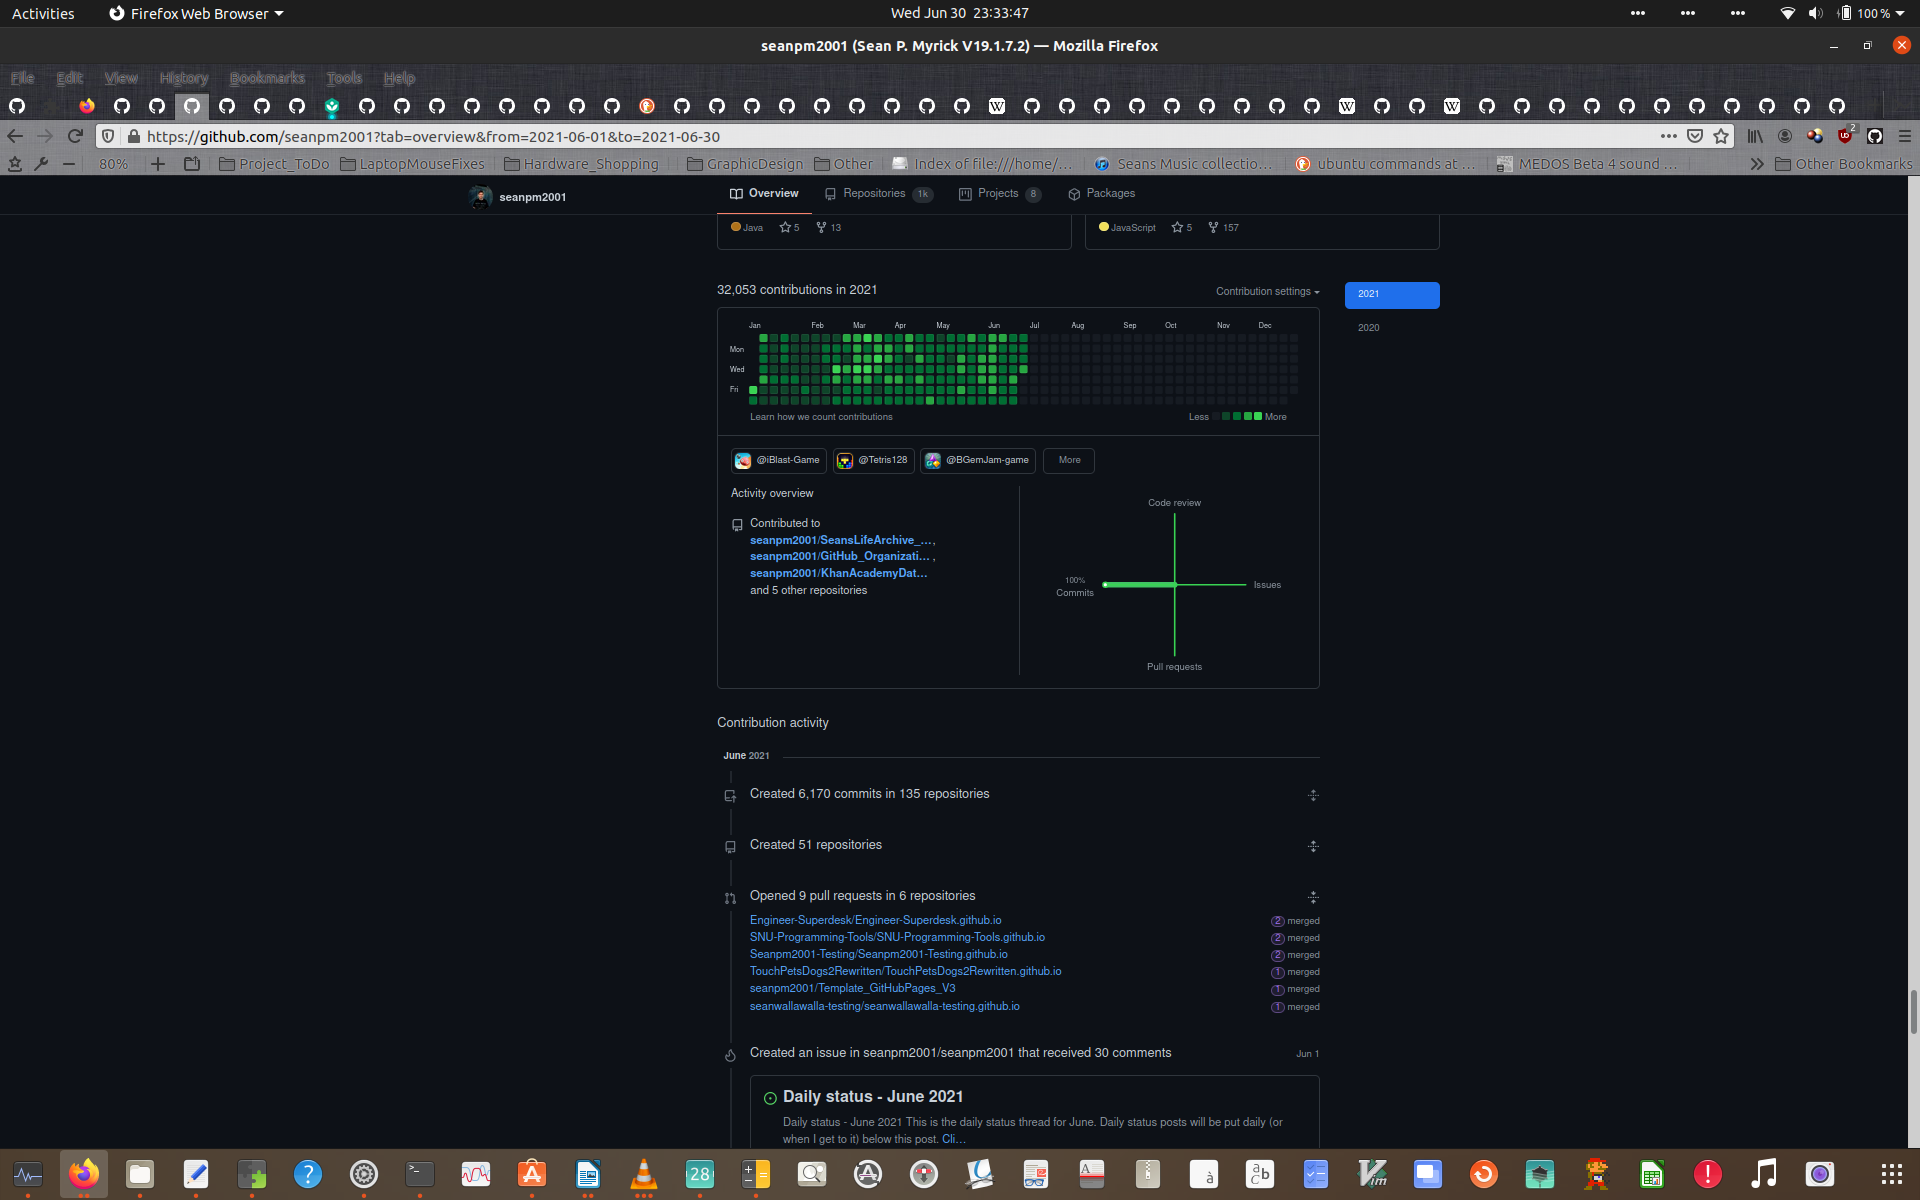 Activities
Firefox Web Browser
Wed Jun 30 23:33:47
100 %
seanpm2001 (Sean P. Myrick V19.1.7.2) — Mozilla Firefox
File Edit View History Bookmarks Tools Help
https://github.com/seanpm2001?tab=overview&from=2021-06-01&to=2021-06-30
2
80%
Project_ToDo
LaptopMouseFixes
Hardware_Shopping
GraphicDesign
Other
Index of file:///home/...
Seans Music collectio...
ubuntu commands at ...
MEDOS Beta 4 sound ...
Other Bookmarks
seanpm2001
Overview
Repositories 1k
Projects 8
Packages
Java 5 13
JavaScript 5 157
32,053 contributions in 2021
Contribution settings
2021
2020
Jan Feb Mar Apr May Jun Jul Aug Sep Oct Nov Dec
Mon
Wed
Fri
Learn how we count contributions
Less More
@iBlast-Game
@Tetris128
@BGemJam-game
More
Activity overview
Contributed to
seanpm2001/SeansLifeArchive_...,
seanpm2001/GitHub_Organizati... ,
seanpm2001/KhanAcademyDat...
and 5 other repositories
Code review
100%
Commits
Issues
Pull requests
Contribution activity
June 2021
Created 6,170 commits in 135 repositories
Created 51 repositories
Opened 9 pull requests in 6 repositories
Engineer-Superdesk/Engineer-Superdesk.github.io 2 merged
SNU-Programming-Tools/SNU-Programming-Tools.github.io 2 merged
Seanpm2001-Testing/Seanpm2001-Testing.github.io 2 merged
TouchPetsDogs2Rewritten/TouchPetsDogs2Rewritten.github.io 1 merged
seanpm2001/Template_GitHubPages_V3 1 merged
seanwallawalla-testing/seanwallawalla-testing.github.io 1 merged
Created an issue in seanpm2001/seanpm2001 that received 30 comments Jun 1
Daily status - June 2021
Daily status - June 2021 This is the daily status thread for June. Daily status posts will be put daily (or
when I get to it) below this post. Cli...
28